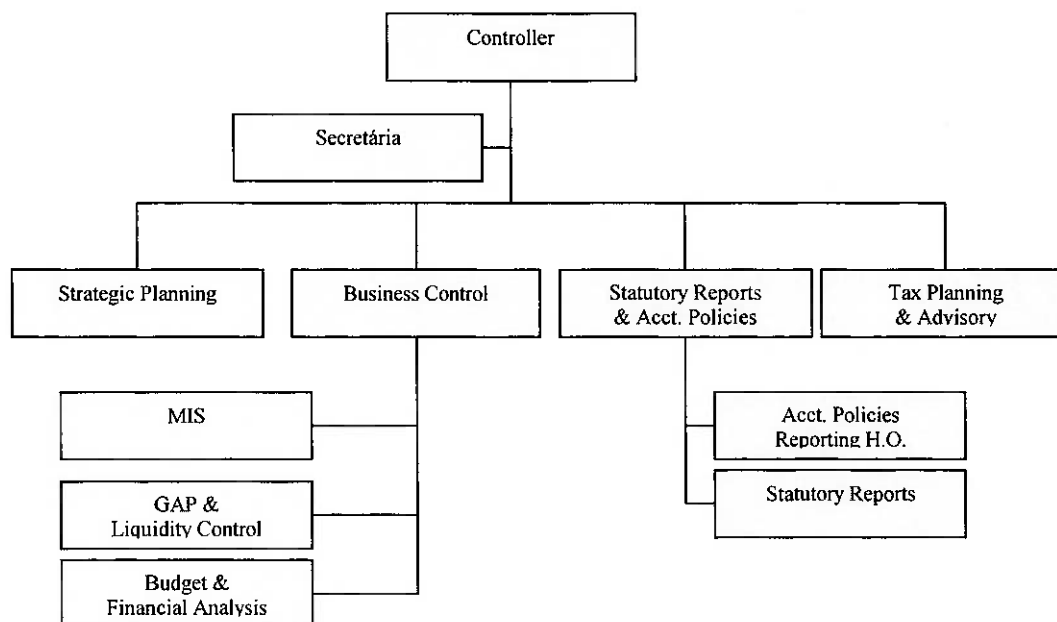 Controller
Secretária
Strategic Planning
Business Control
Statutory Reports
& Acct. Policies
Tax Planning
& Advisory
MIS
Acct. Policies
Reporting H.O.
GAP &
Liquidity Control
Statutory Reports
Budget &
Financial Analysis